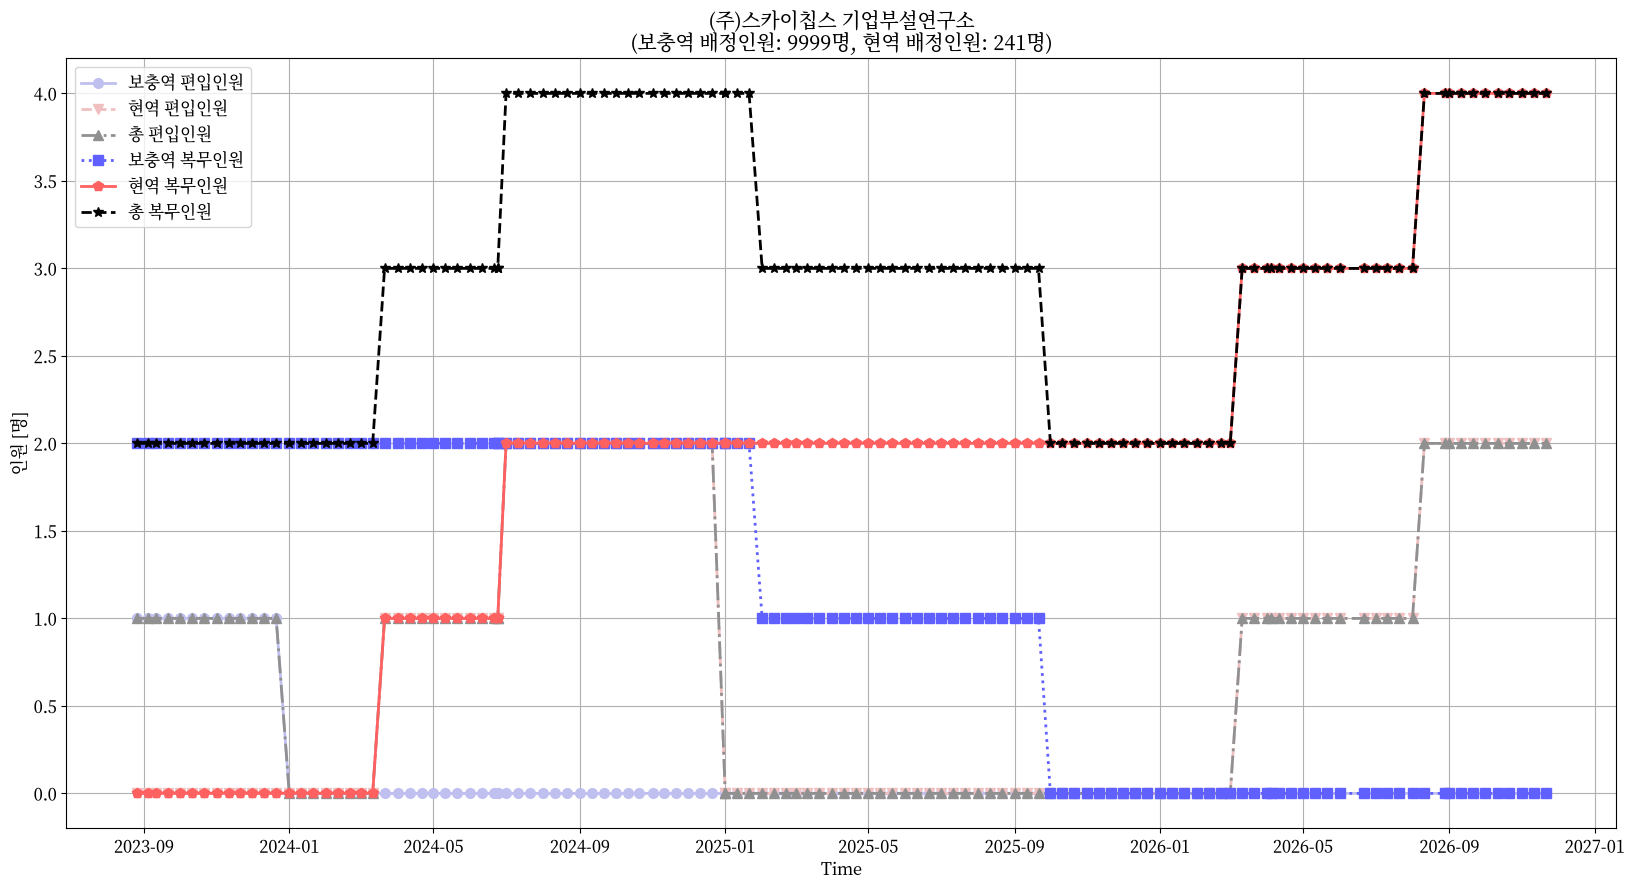 (주)스카이칩스 기업부설연구소
(보충역 배정인원: 9999명, 현역 배정인원: 241명)
보충역 편입인원
현역 편입인원
총 편입인원
보충역 복무인원
현역 복무인원
총 복무인원
인원 [명]
4.0
3.5
3.0
2.5
2.0
1.5
1.0
0.5
0.0
2023-09
2024-01
2024-05
2024-09
2025-01
2025-05
2025-09
2026-01
2026-05
2026-09
2027-01
Time